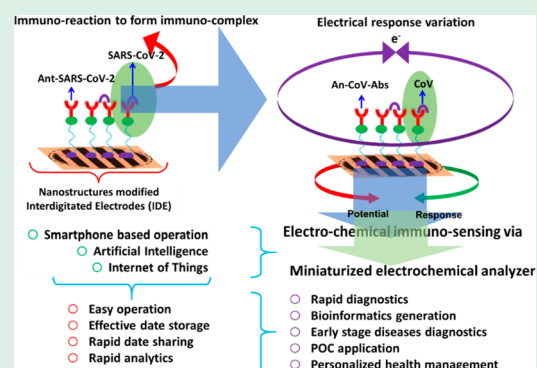 Immuno-reaction to form immuno-complex
SARS-CoV-2
Ant-SARS-CoV-2
Nanostructures modified
Interdigitated Electrodes (IDE)
Electrical response variation
e-
An-CoV-Abs
CoV
Potential
Response
Smartphone based operation
Artificial Intelligence
Internet of Things
Electro-chemical immuno-sensing via
Miniaturized electrochemical analyzer
Easy operation
Effective date storage
Rapid date sharing
Rapid analytics
Rapid diagnostics
Bioinformatics generation
Early stage diseases diagnostics
POC application
Personalized health management